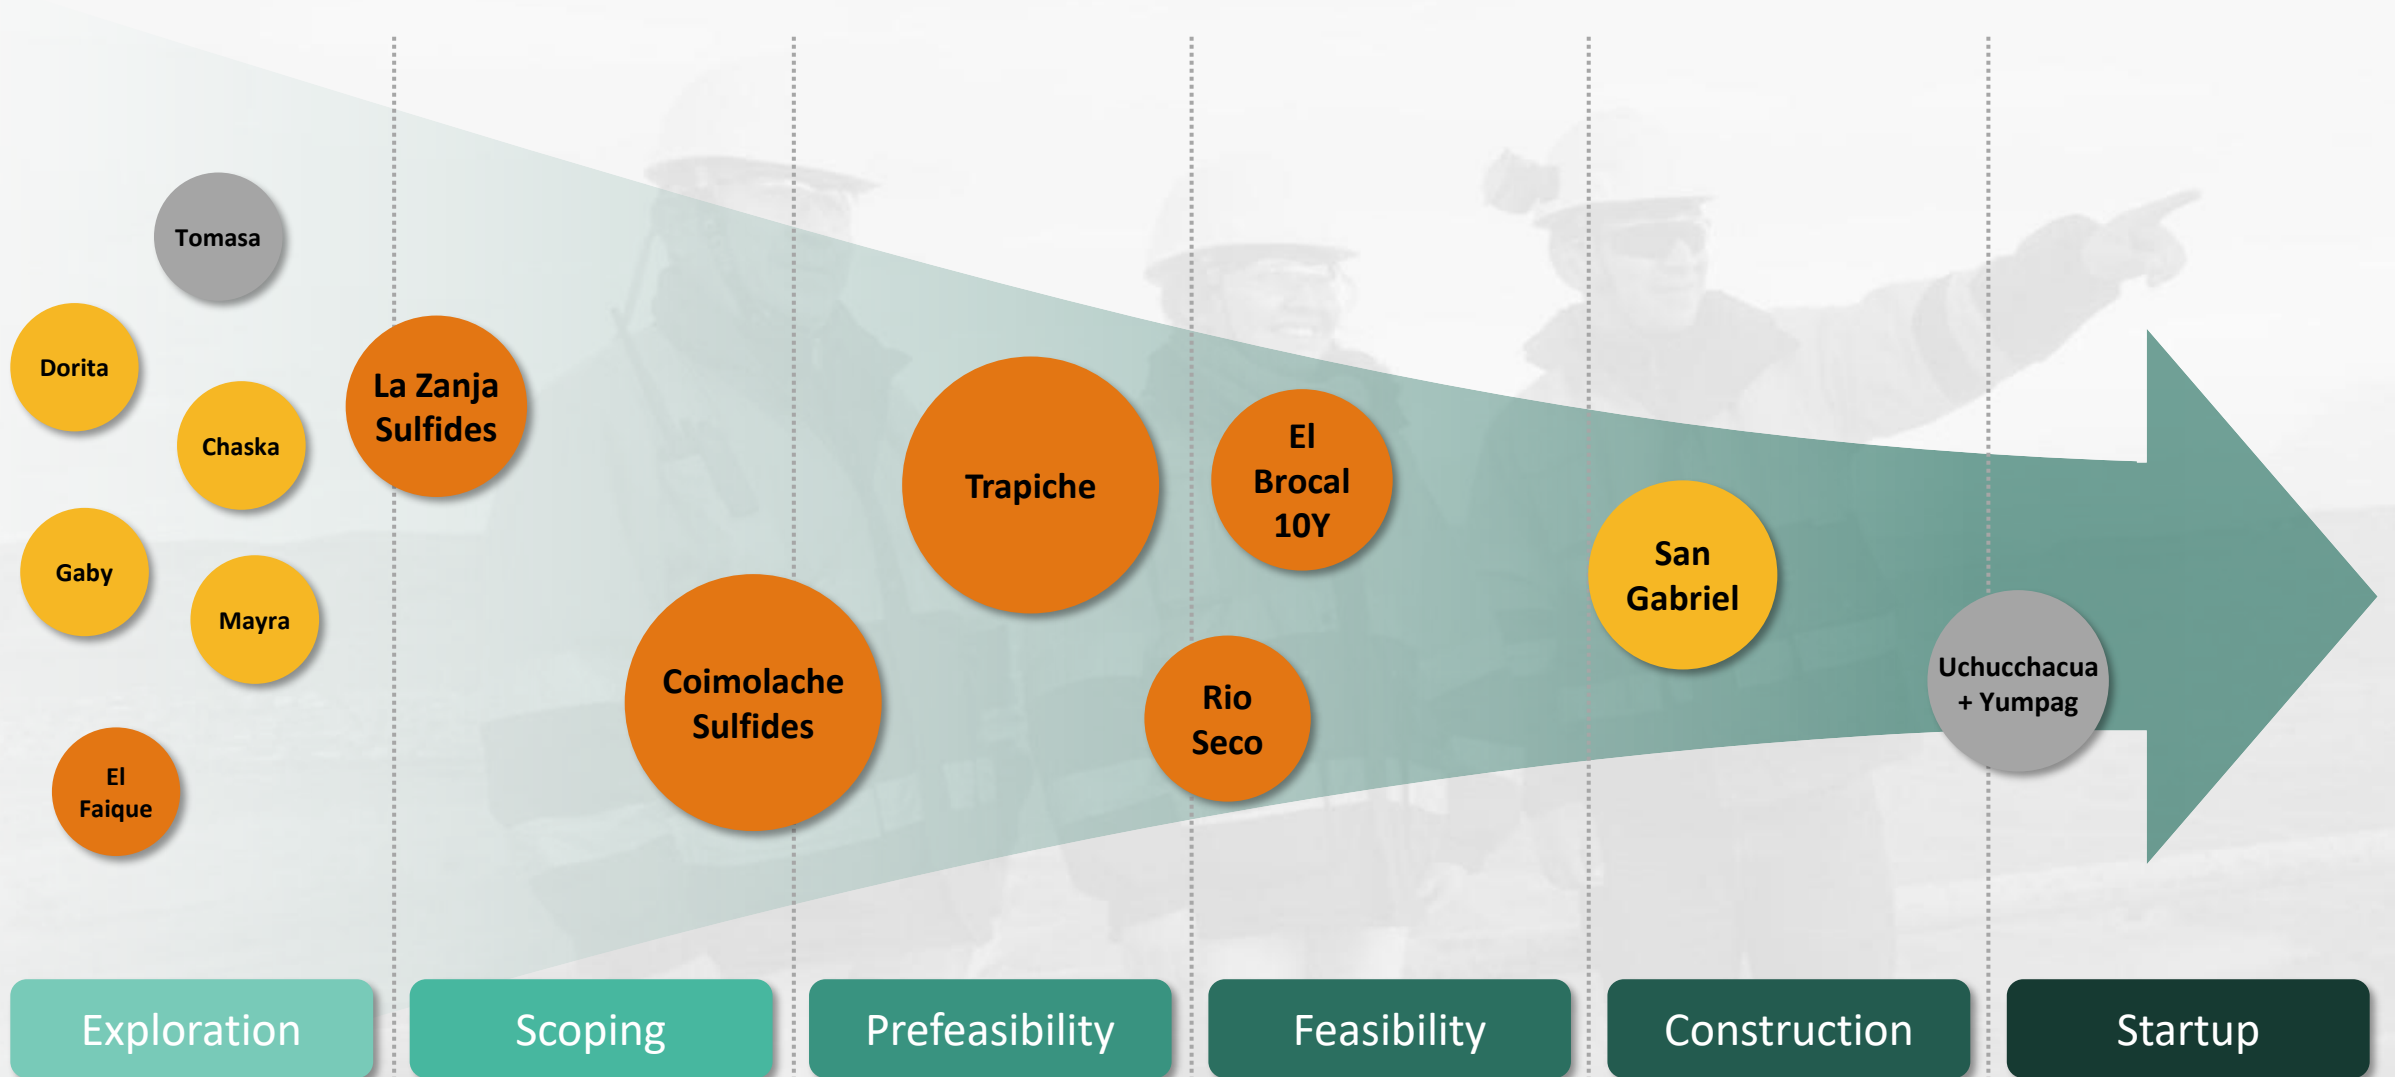 Tomasa
Dorita
Chaska
Gaby
Mayra
El
Faique
La Zanja
Sulfides
Coimolache
Sulfides
Trapiche
El
Brocal
10Y
Rio
Seco
San
Gabriel
Uchucchacua
+ Yumpag
Exploration
Scoping
Prefeasibility
Feasibility
Construction
Startup